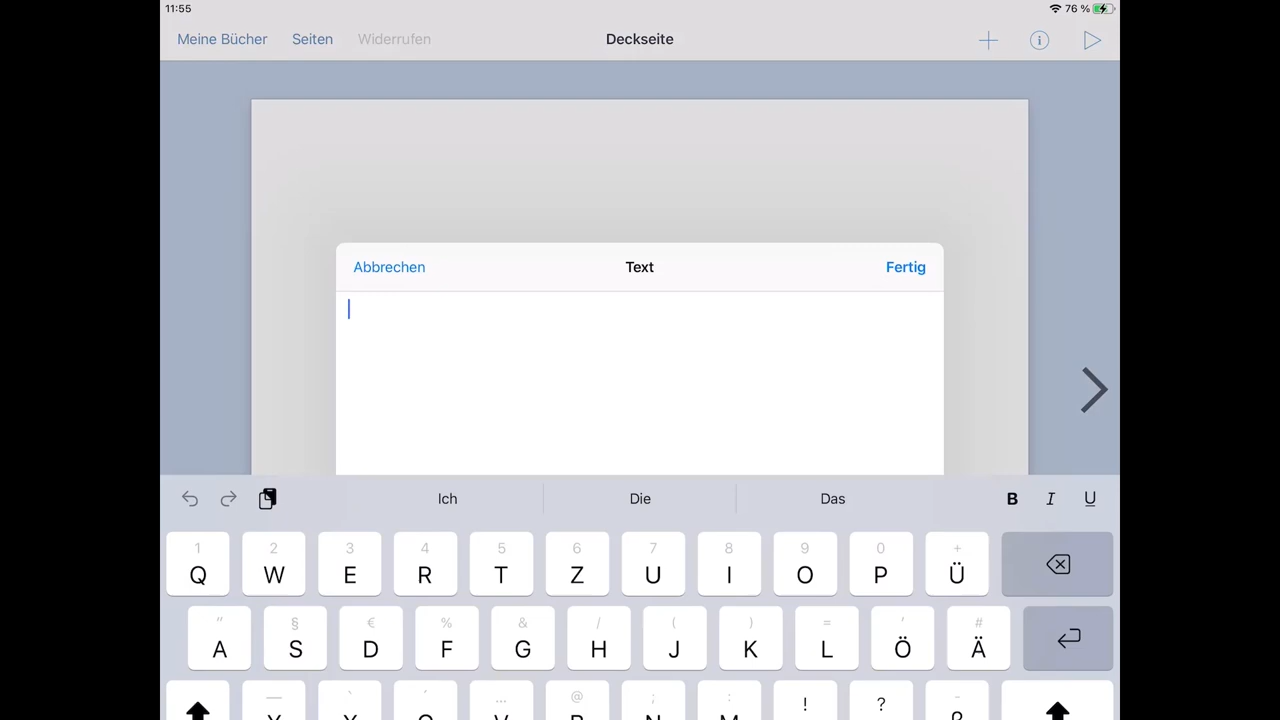 11:55 76 %
Meine Bücher Seiten Widerrufen Deckseite
Abbrechen Text Fertig
Ich Die Das B I U
1 2 3 4 5 6 7 8 9 0 +
Q W E R T Z U I O P Ü
" § € % & / ( ) = ' #
A S D F G H J K L Ö Ä
— ` ´ ... @ ; : ! ? -